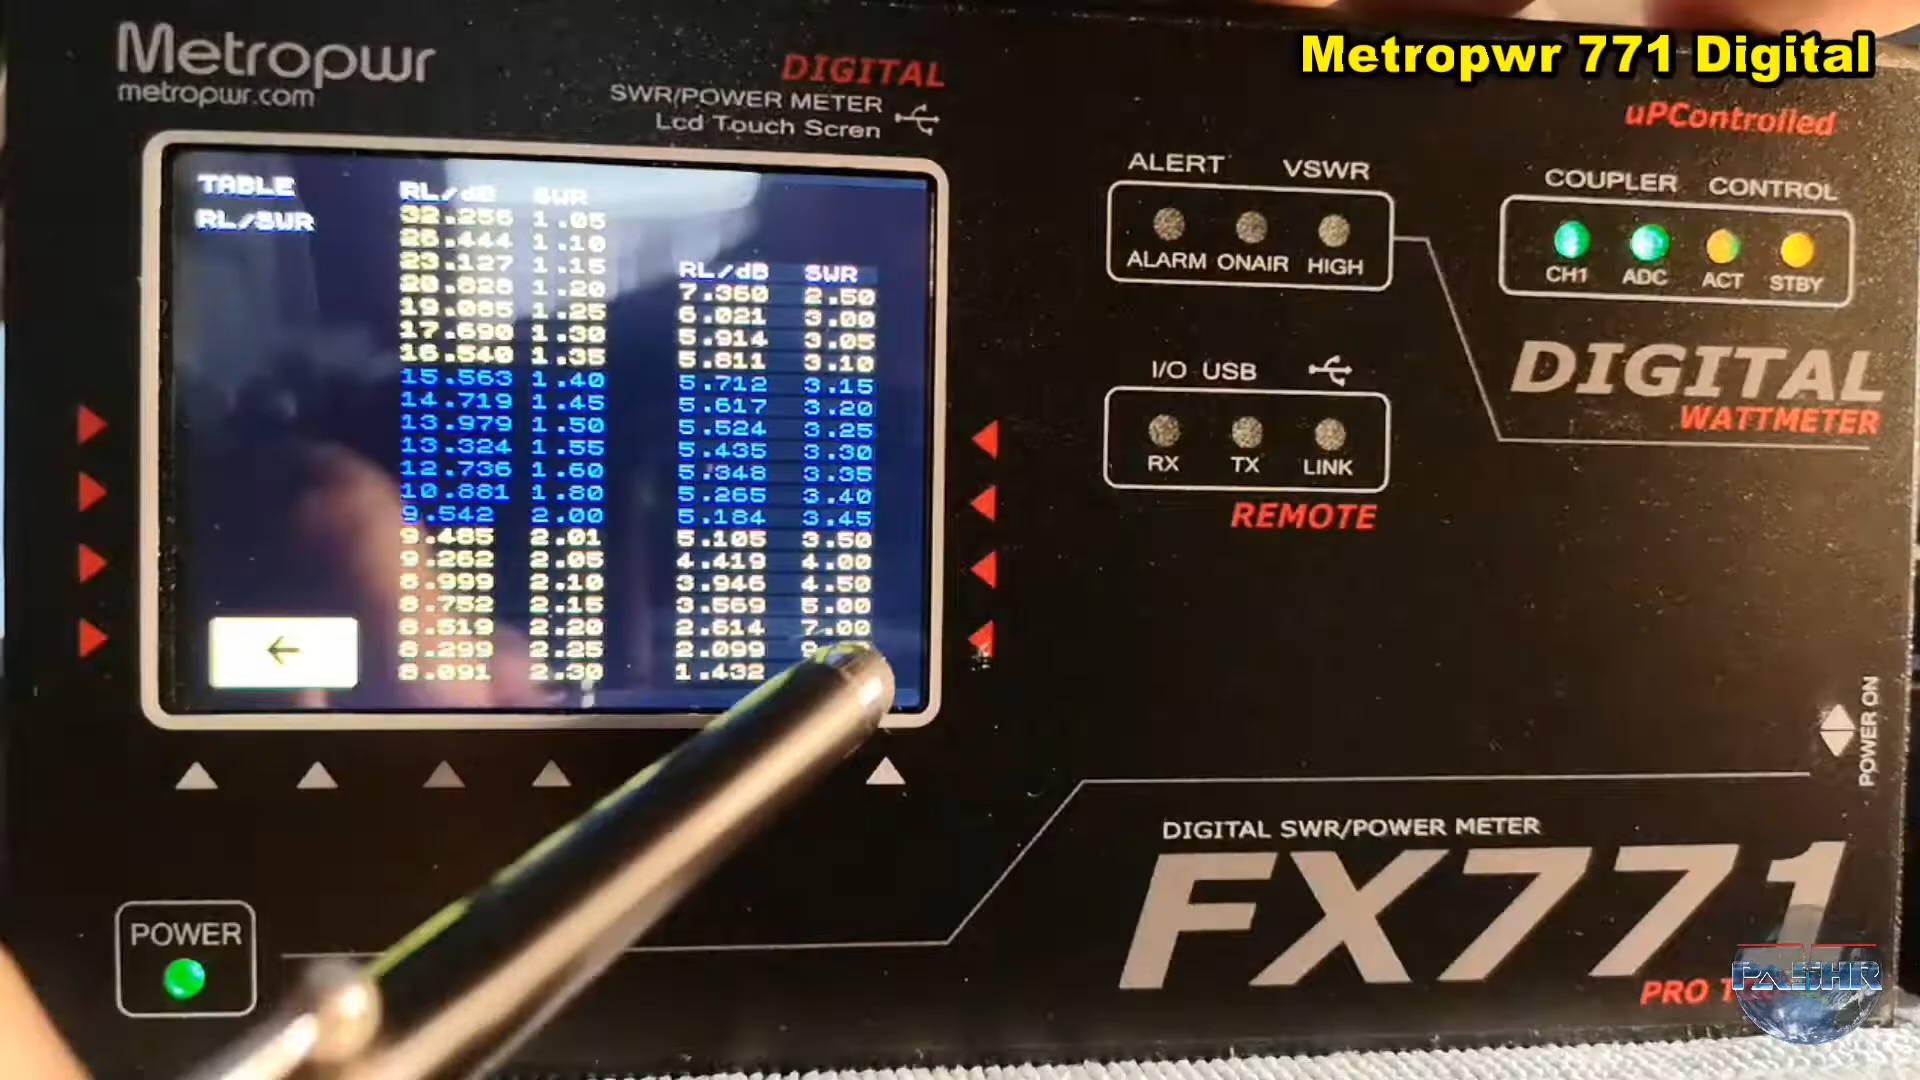 Metropwr 771 Digital
Metropwr
metropwr.com
DIGITAL
SWR/POWER METER
Lcd Touch Scren
uPControlled
ALERT VSWR
ALARM ONAIR HIGH
COUPLER CONTROL
CH1 ADC ACT STBY
DIGITAL
WATTMETER
I/O USB
RX TX LINK
REMOTE
TABLE
RL/SWR
RL/dB SWR
32.256 1.05
26.444 1.10
23.127 1.15
20.828 1.20
19.085 1.25
17.690 1.30
16.540 1.35
15.563 1.40
14.719 1.45
13.979 1.50
13.324 1.55
12.736 1.60
10.881 1.80
9.542 2.00
9.485 2.01
9.262 2.05
8.999 2.10
8.752 2.15
8.519 2.20
8.299 2.25
8.091 2.30
RL/dB SWR
7.360 2.50
6.021 3.00
5.914 3.05
5.811 3.10
5.712 3.15
5.617 3.20
5.524 3.25
5.435 3.30
5.348 3.35
5.265 3.40
5.184 3.45
5.105 3.50
4.419 4.00
3.946 4.50
3.569 5.00
2.614 7.00
2.099
1.432
POWER ON
DIGITAL SWR/POWER METER
FX771
PRO
PA5HR
POWER